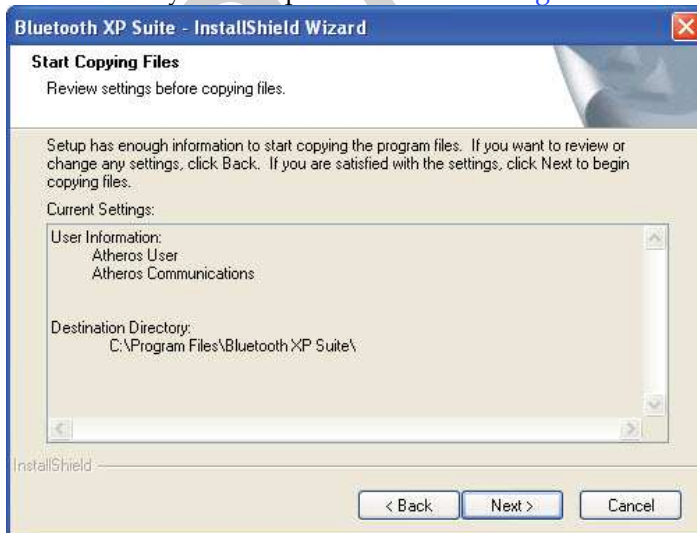 Bluetooth XP Suite - InstallShield Wizard
Start Copying Files
Review settings before copying files.
Setup has enough information to start copying the program files. If you want to review or
change any settings, click Back. If you are satisfied with the settings, click Next to begin
copying files.
Current Settings:
User Information:
Atheros User
Atheros Communications
Destination Directory:
C:\Program Files\Bluetooth XP Suite\
InstallShield
< Back
Next >
Cancel